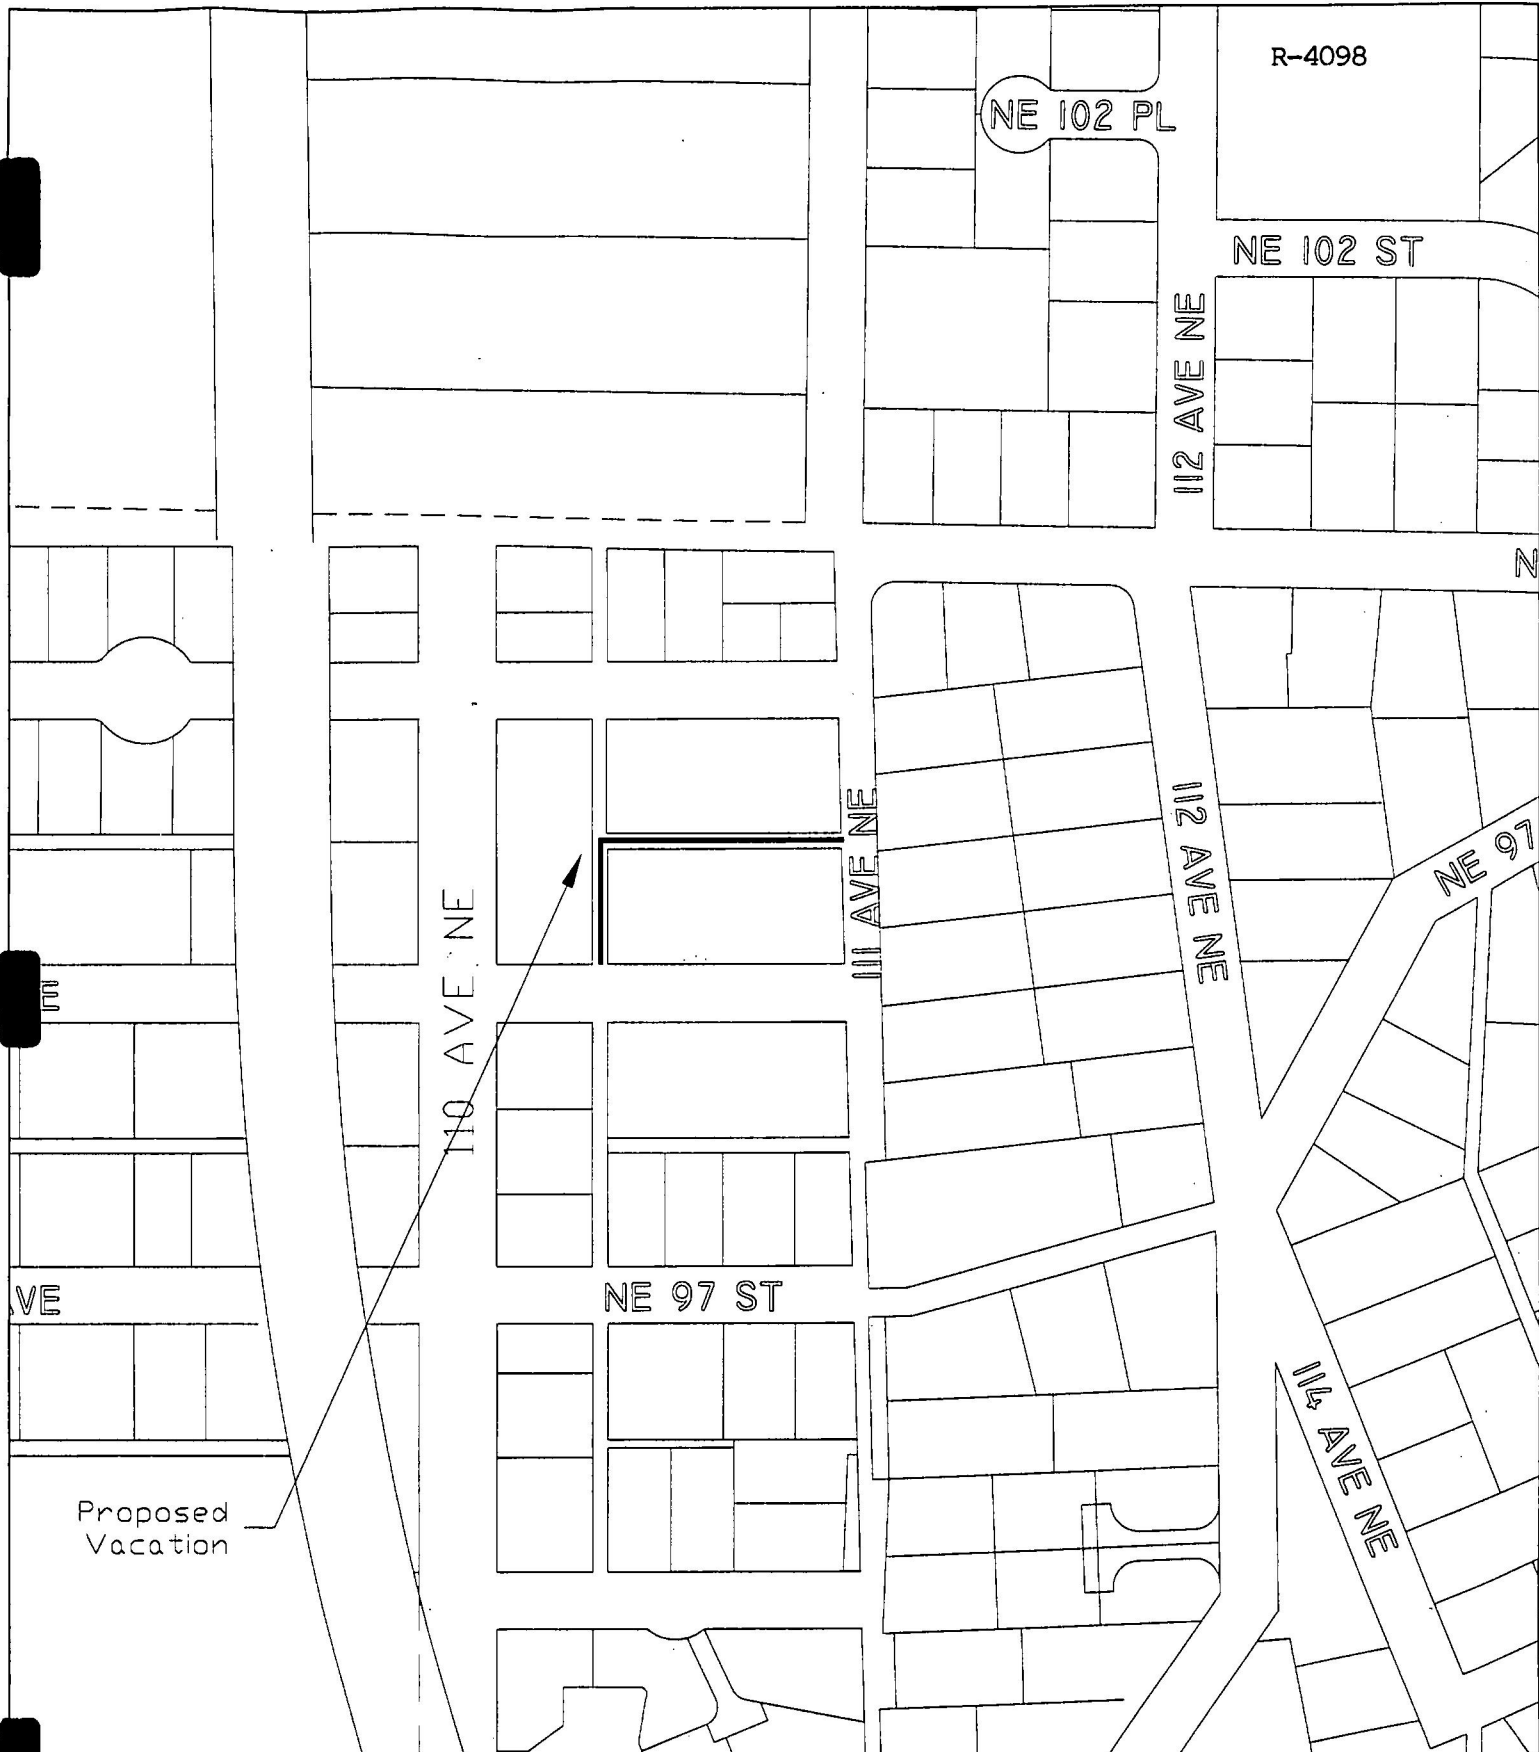 R-4098
NE 102 PL
NE 102 ST
112 AVE NE
N
111 AVE NE
112 AVE NE
NE 97
110 AVE NE
E
VE
NE 97 ST
114 AVE NE
Proposed
Vacation